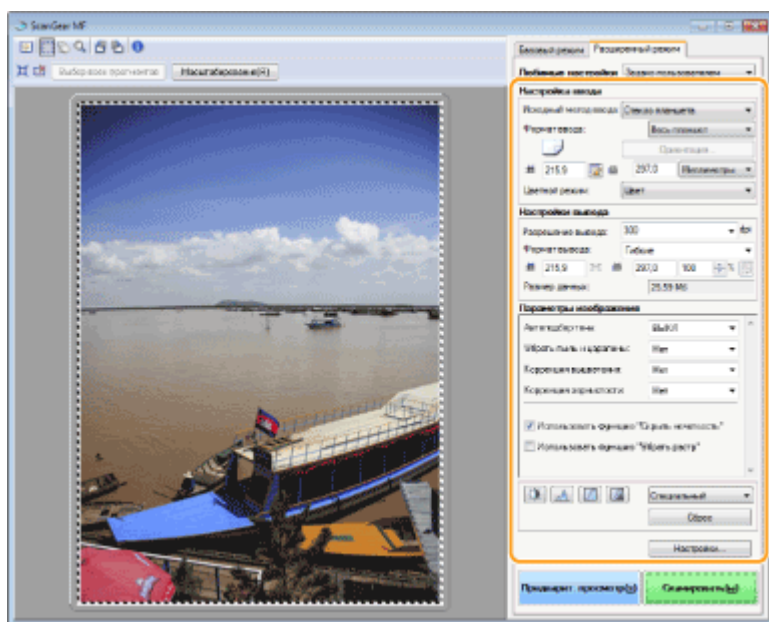 ScanGear MF
Базовый режим Расширенный режим
Выбор всех фрагментов Масштабирование(R)
Любимые настройки Задано пользователем
Настройки ввода
Исходный метод ввода: Стекло планшета
Формат ввода: Весь планшет
Ориентация...
215,9 297,0 Миллиметры
Цветной режим: Цвет
Настройки вывода
Разрешение вывода: 300 dpi
Формат вывода: Гибкие
215,9 297,0 100 %
Размер данных: 25.59 Мб
Параметры изображения
Автоподбор тона: ВЫКЛ
Убрать пыль и царапины: Нет
Коррекция выцветания: Нет
Коррекция зернистости: Нет
Использовать функцию "Скрыть нечеткость"
Использовать функцию "Убрать растр"
Специальный
Сброс
Настройки...
Предварит. просмотр
Сканировать